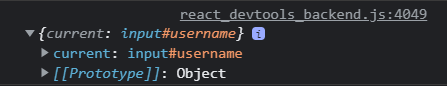 react_devtools_backend.js:4049
▼{current: input#username} i
▶ current: input#username
▶ [[Prototype]]: Object